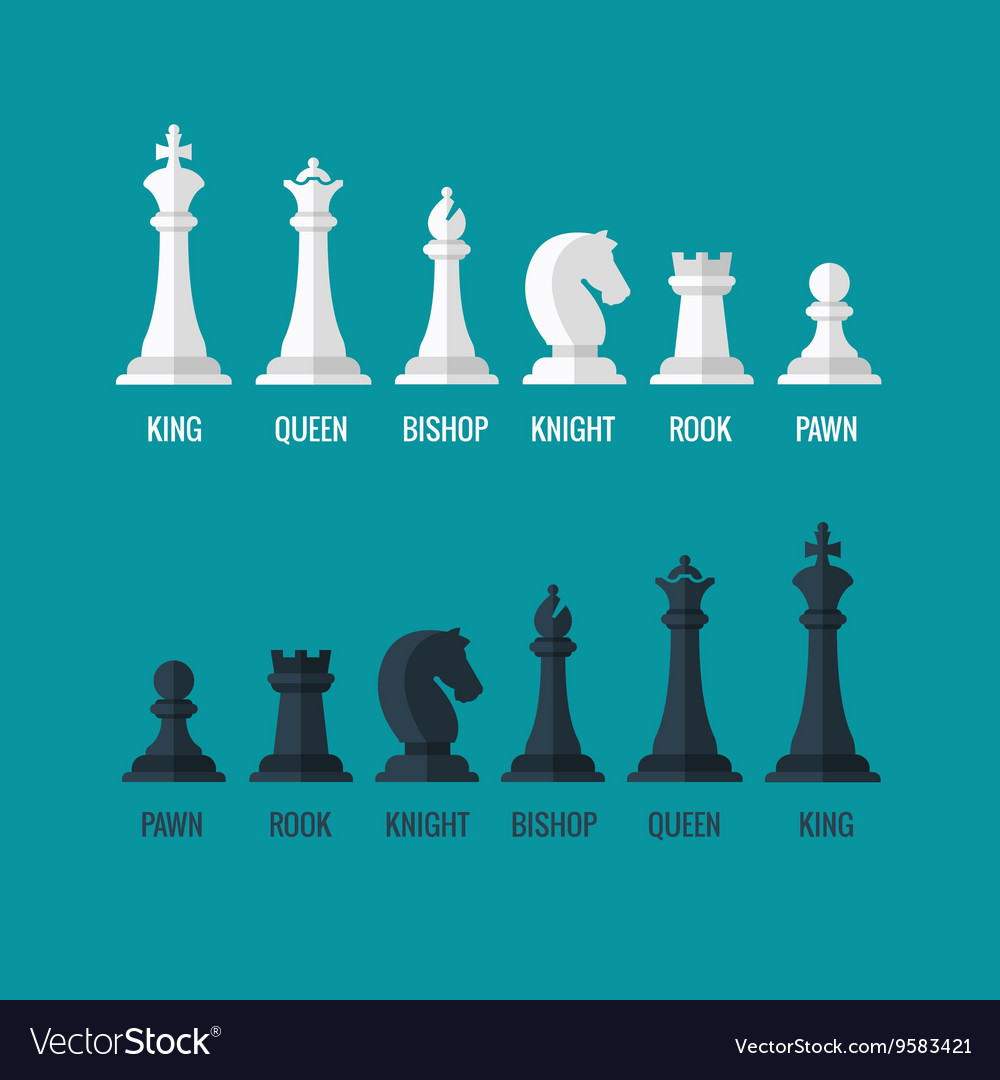 KING QUEEN BISHOP KNIGHT ROOK PAWN
PAWN ROOK KNIGHT BISHOP QUEEN KING
VectorStock® VectorStock.com/9583421